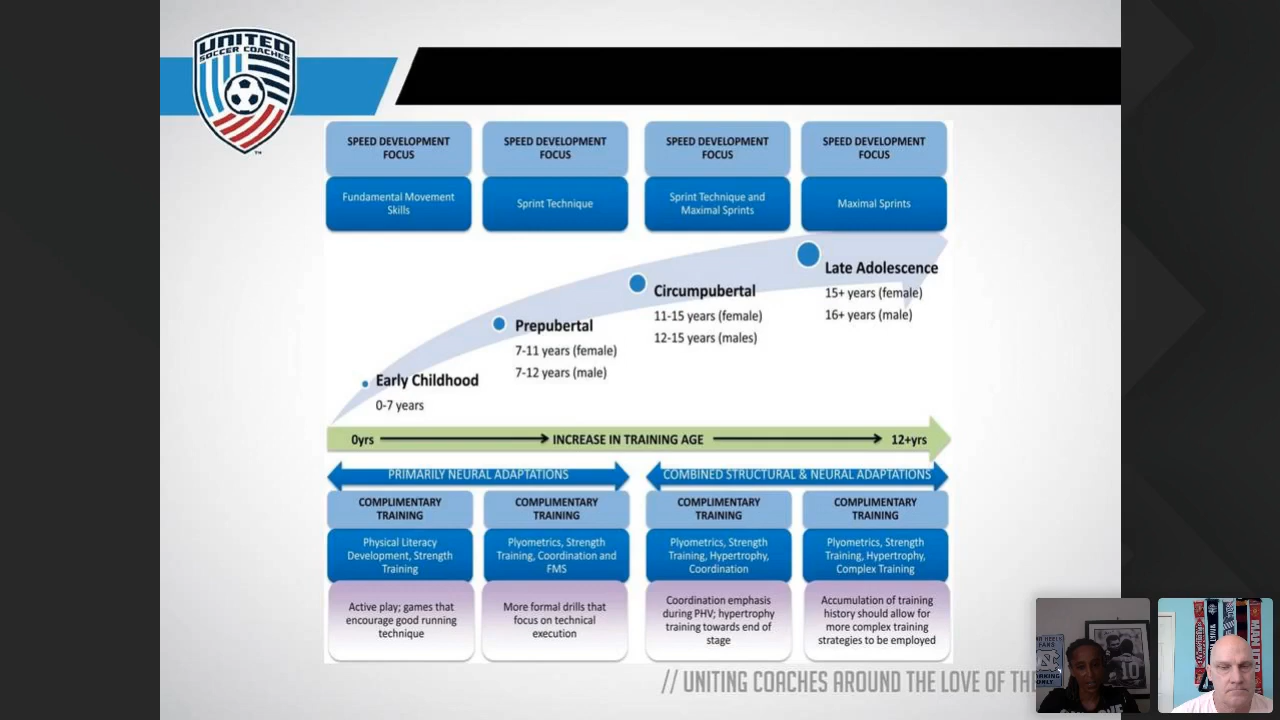 UNITED
SOCCER COACHES
TM
SPEED DEVELOPMENT
FOCUS
Fundamental Movement
Skills
SPEED DEVELOPMENT
FOCUS
Sprint Technique
SPEED DEVELOPMENT
FOCUS
Sprint Technique and
Maximal Sprints
SPEED DEVELOPMENT
FOCUS
Maximal Sprints
Early Childhood
0-7 years
Prepubertal
7-11 years (female)
7-12 years (male)
Circumpubertal
11-15 years (female)
12-15 years (males)
Late Adolescence
15+ years (female)
16+ years (male)
0yrs
INCREASE IN TRAINING AGE
12+yrs
PRIMARILY NEURAL ADAPTATIONS
COMBINED STRUCTURAL & NEURAL ADAPTATIONS
COMPLIMENTARY
TRAINING
Physical Literacy
Development, Strength
Training
Active play; games that
encourage good running
technique
COMPLIMENTARY
TRAINING
Plyometrics, Strength
Training, Coordination and
FMS
More formal drills that
focus on technical
execution
COMPLIMENTARY
TRAINING
Plyometrics, Strength
Training, Hypertrophy,
Coordination
Coordination emphasis
during PHV; hypertrophy
training towards end of
stage
COMPLIMENTARY
TRAINING
Plyometrics, Strength
Training, Hypertrophy,
Complex Training
Accumulation of training
history should allow for
more complex training
strategies to be employed
// UNITING COACHES AROUND THE LOVE OF THE
HEELS
FANS
ONLY
10
MAN UTD